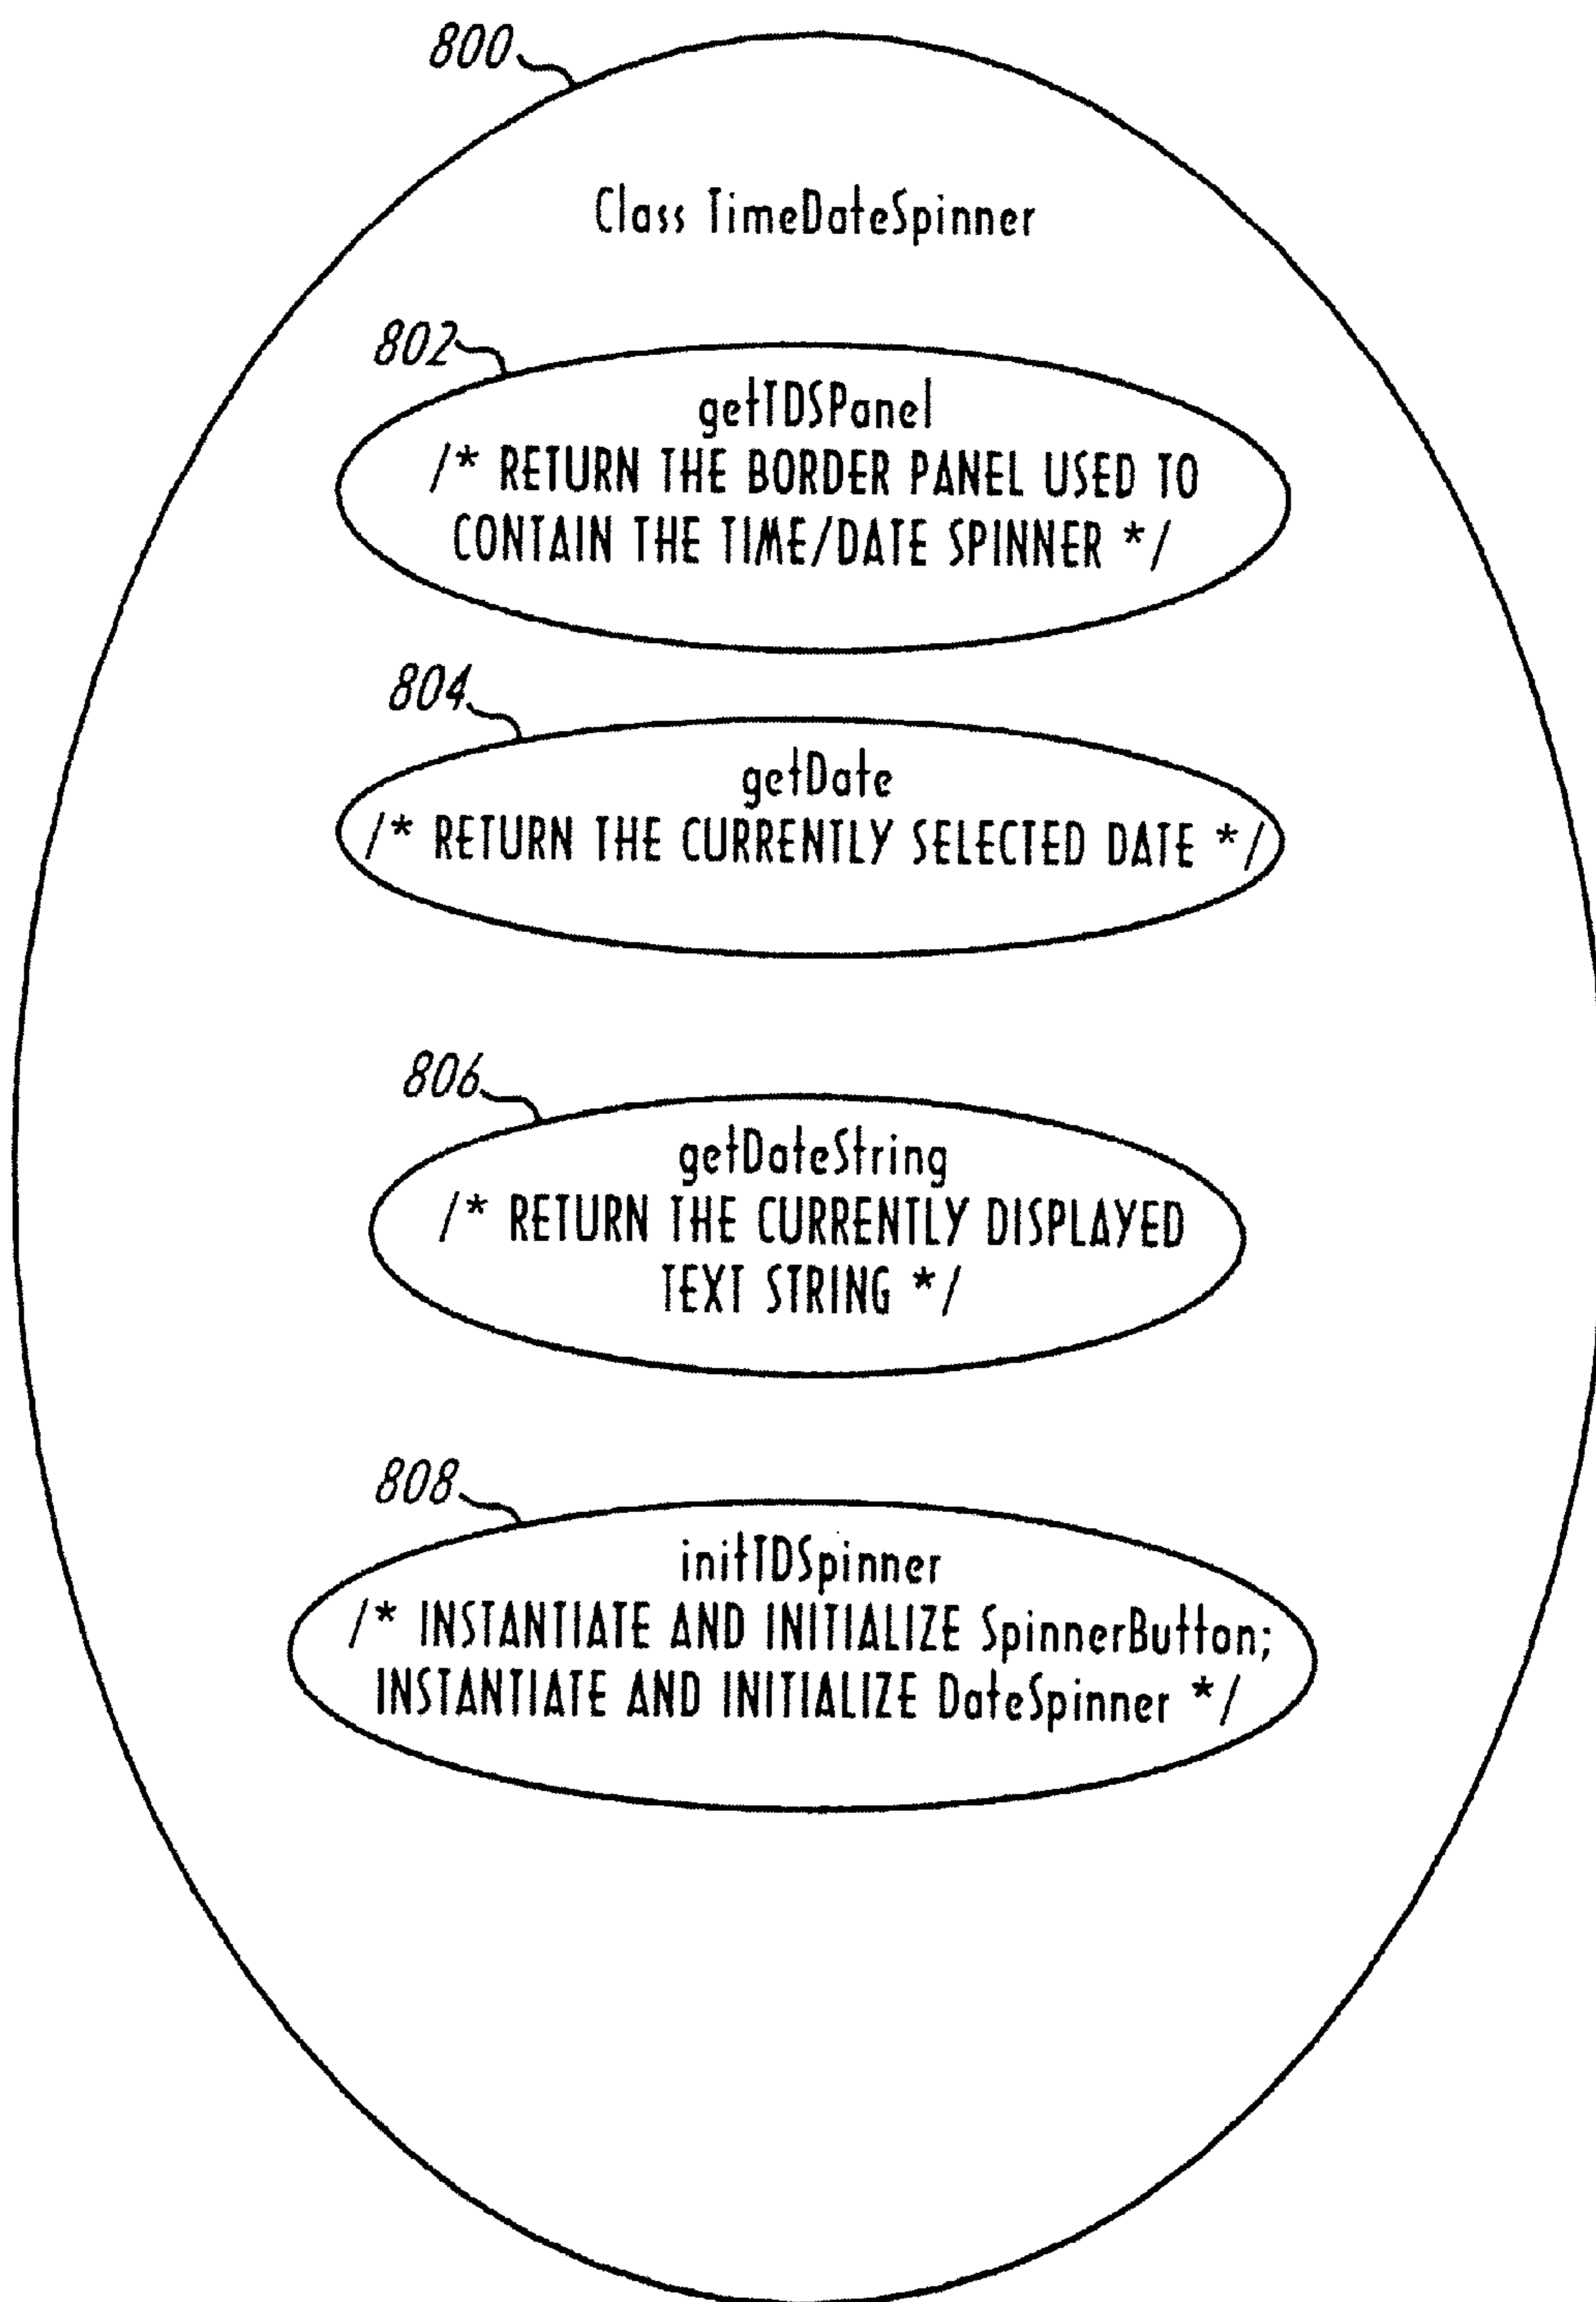 800
Class TimeDateSpinner
802
getTDSPanel
/* RETURN THE BORDER PANEL USED TO
CONTAIN THE TIME/DATE SPINNER */
804
getDate
/* RETURN THE CURRENTLY SELECTED DATE */
806
getDateString
/* RETURN THE CURRENTLY DISPLAYED
TEXT STRING */
808
initTDSpinner
/* INSTANTIATE AND INITIALIZE SpinnerButton;
INSTANTIATE AND INITIALIZE DateSpinner */